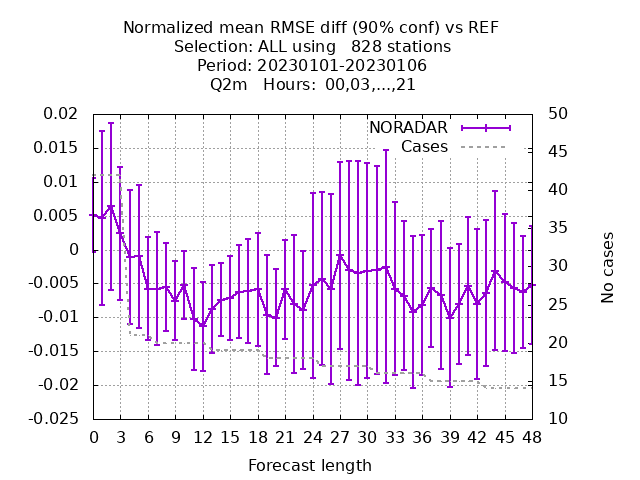 Normalized mean RMSE diff (90% conf) vs REF
Selection: ALL using   828 stations
Period: 20230101-20230106
Q2m   Hours:  00,03,...,21
NORADAR
Cases
0.02
0.015
0.01
0.005
0
-0.005
-0.01
-0.015
-0.02
-0.025
50
45
40
35
30
25
20
15
10
No cases
0 3 6 9 12 15 18 21 24 27 30 33 36 39 42 45 48
Forecast length